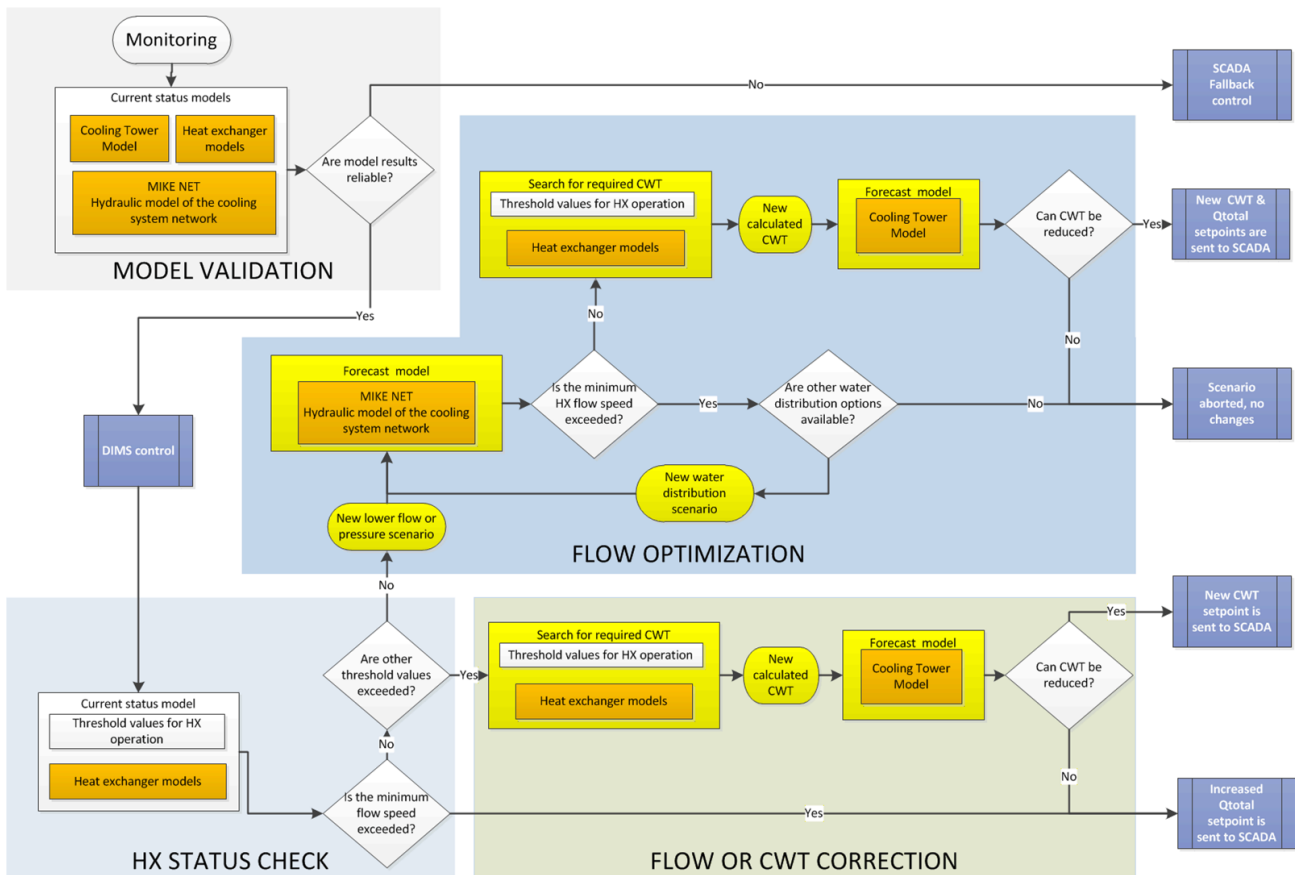 Monitoring
Current status models
Cooling Tower
Model
Heat exchanger
models
MIKE NET
Hydraulic model of the cooling
system network
MODEL VALIDATION
Are model results
reliable?
No
SCADA
Fallback
control
Yes
Search for required CWT
Threshold values for HX operation
Heat exchanger models
New
calculated
CWT
Forecast model
Cooling Tower
Model
Can CWT be
reduced?
Yes
New CWT &
Qtotal
setpoints are
sent to SCADA
No
No
Forecast model
MIKE NET
Hydraulic model of the cooling
system network
Is the minimum
HX flow speed
exceeded?
Yes
Are other water
distribution options
available?
No
Scenario
aborted, no
changes
DIMS control
New water
distribution
scenario
New lower flow or
pressure scenario
FLOW OPTIMIZATION
No
Are other
threshold values
exceeded?
Yes
Search for required CWT
Threshold values for HX operation
Heat exchanger models
New
calculated
CWT
Forecast model
Cooling Tower
Model
Can CWT be
reduced?
Yes
New CWT
setpoint is
sent to SCADA
No
Current status model
Threshold values for HX
operation
Heat exchanger models
No
Is the minimum
flow speed
exceeded?
Yes
Increased
Qtotal
setpoint is
sent to SCADA
HX STATUS CHECK
FLOW OR CWT CORRECTION